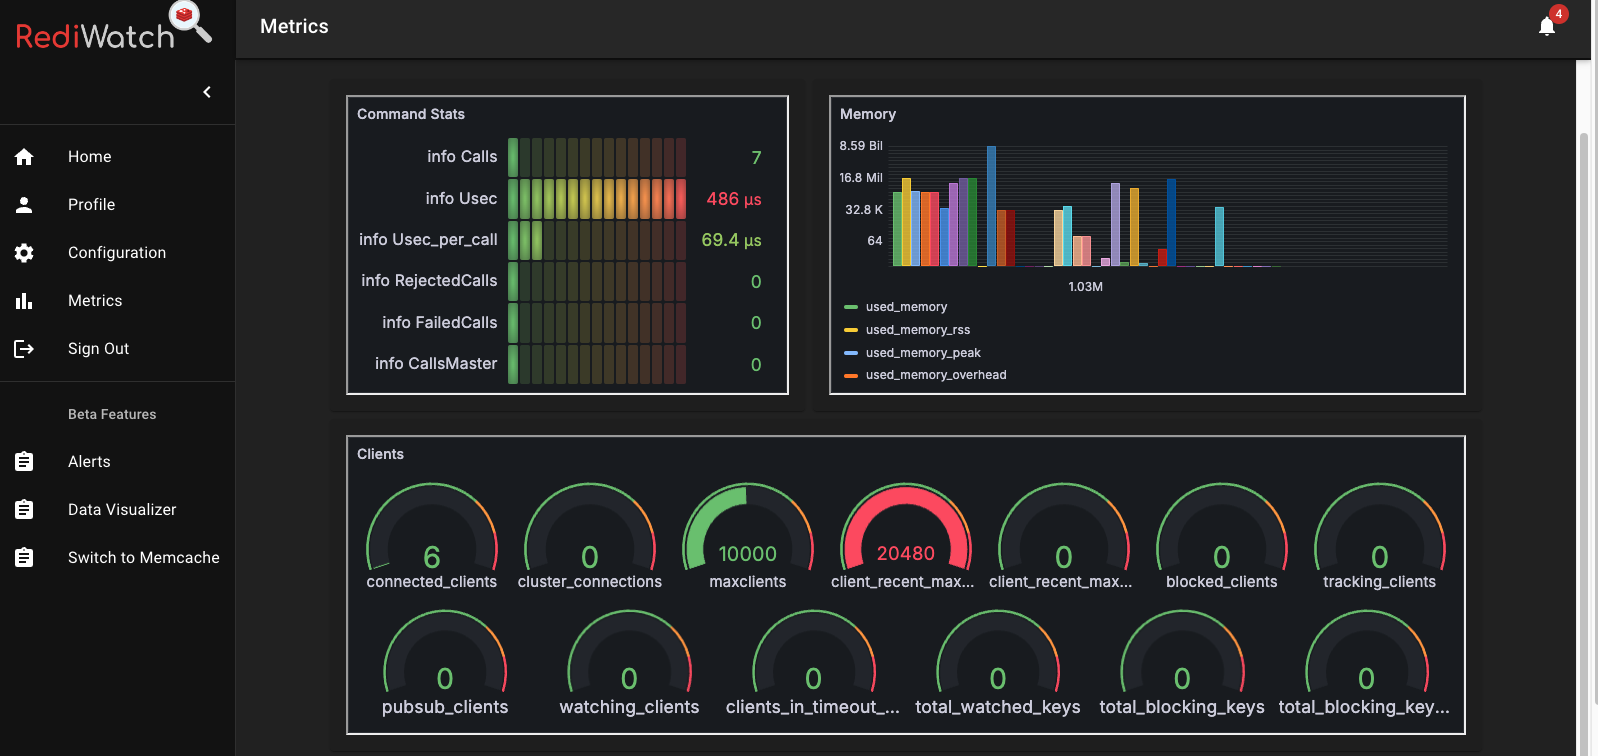 RediWatch
Metrics
4
Home
Profile
Configuration
Metrics
Sign Out
Beta Features
Alerts
Data Visualizer
Switch to Memcache
Command Stats
info Calls 7
info Usec 486 µs
info Usec_per_call 69.4 µs
info RejectedCalls 0
info FailedCalls 0
info CallsMaster 0
Memory
8.59 Bil
16.8 Mil
32.8 K
64
1.03M
used_memory
used_memory_rss
used_memory_peak
used_memory_overhead
Clients
6 0 10000 20480 0 0 0
connected_clients cluster_connections maxclients client_recent_max... client_recent_max... blocked_clients tracking_clients
0 0 0 0 0 0
pubsub_clients watching_clients clients_in_timeout_... total_watched_keys total_blocking_keys total_blocking_key...